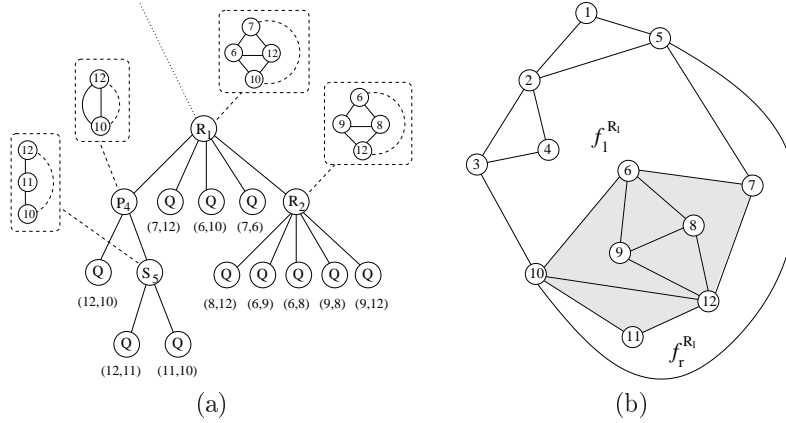 7
6
12
10
12
10
6
9
8
12
12
11
10
R1
P4
Q
Q
Q
R2
(7,12)
(6,10)
(7,6)
Q
S5
Q
Q
Q
Q
Q
(12,10)
(8,12)
(6,9)
(6,8)
(9,8)
(9,12)
Q
Q
(12,11)
(11,10)
(a)
1
5
2
3
4
f l R1
6
7
8
9
10
12
11
f r R1
(b)